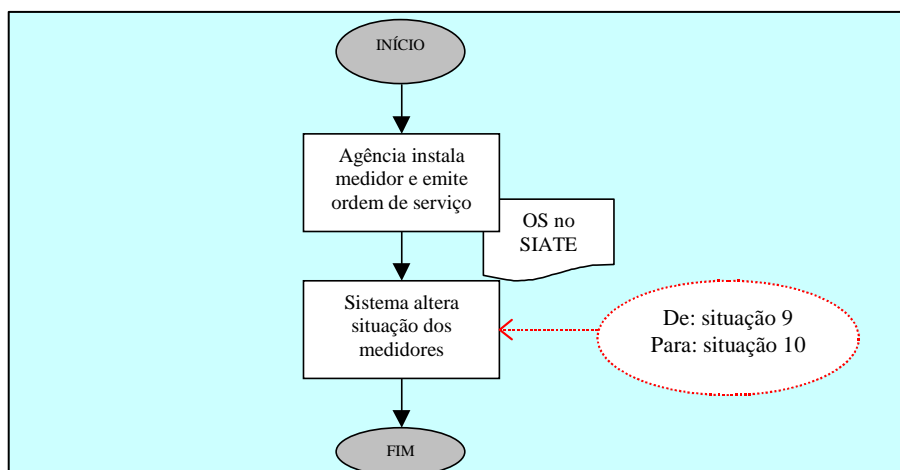 INÍCIO
Agência instala
medidor e emite
ordem de serviço
OS no
SIATE
Sistema altera
situação dos
medidores
De: situação 9
Para: situação 10
FIM